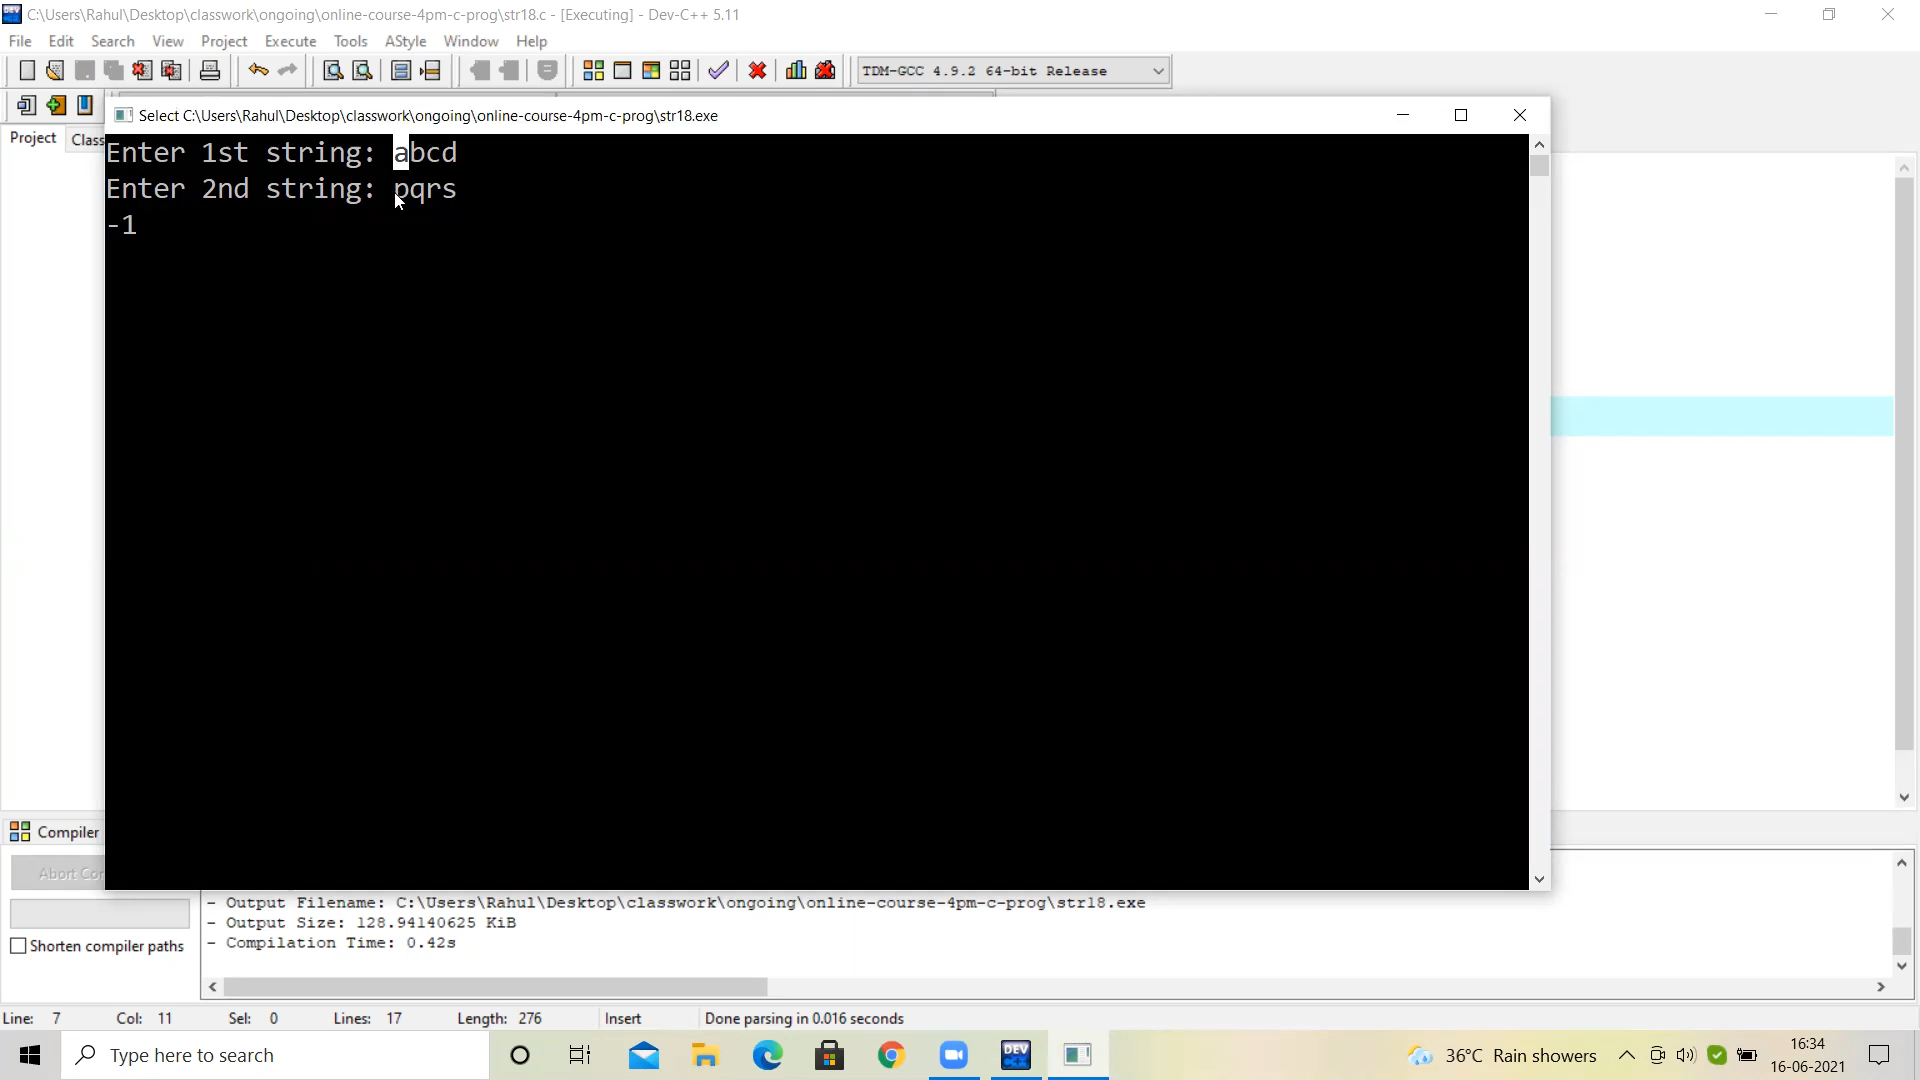 C:\Users\Rahul\Desktop\classwork\ongoing\online-course-4pm-c-prog\str18.c - [Executing] - Dev-C++ 5.11
File Edit Search View Project Execute Tools AStyle Window Help
TDM-GCC 4.9.2 64-bit Release
Select C:\Users\Rahul\Desktop\classwork\ongoing\online-course-4pm-c-prog\str18.exe
Project Class
Enter 1st string: abcd
Enter 2nd string: pqrs
-1
Compiler
Abort Co
- Output Filename: C:\Users\Rahul\Desktop\classwork\ongoing\online-course-4pm-c-prog\str18.exe
- Output Size: 128.94140625 KiB
Shorten compiler paths
- Compilation Time: 0.42s
Line: 7 Col: 11 Sel: 0 Lines: 17 Length: 276 Insert Done parsing in 0.016 seconds
Type here to search
DEV
36°C Rain showers
16:34
16-06-2021